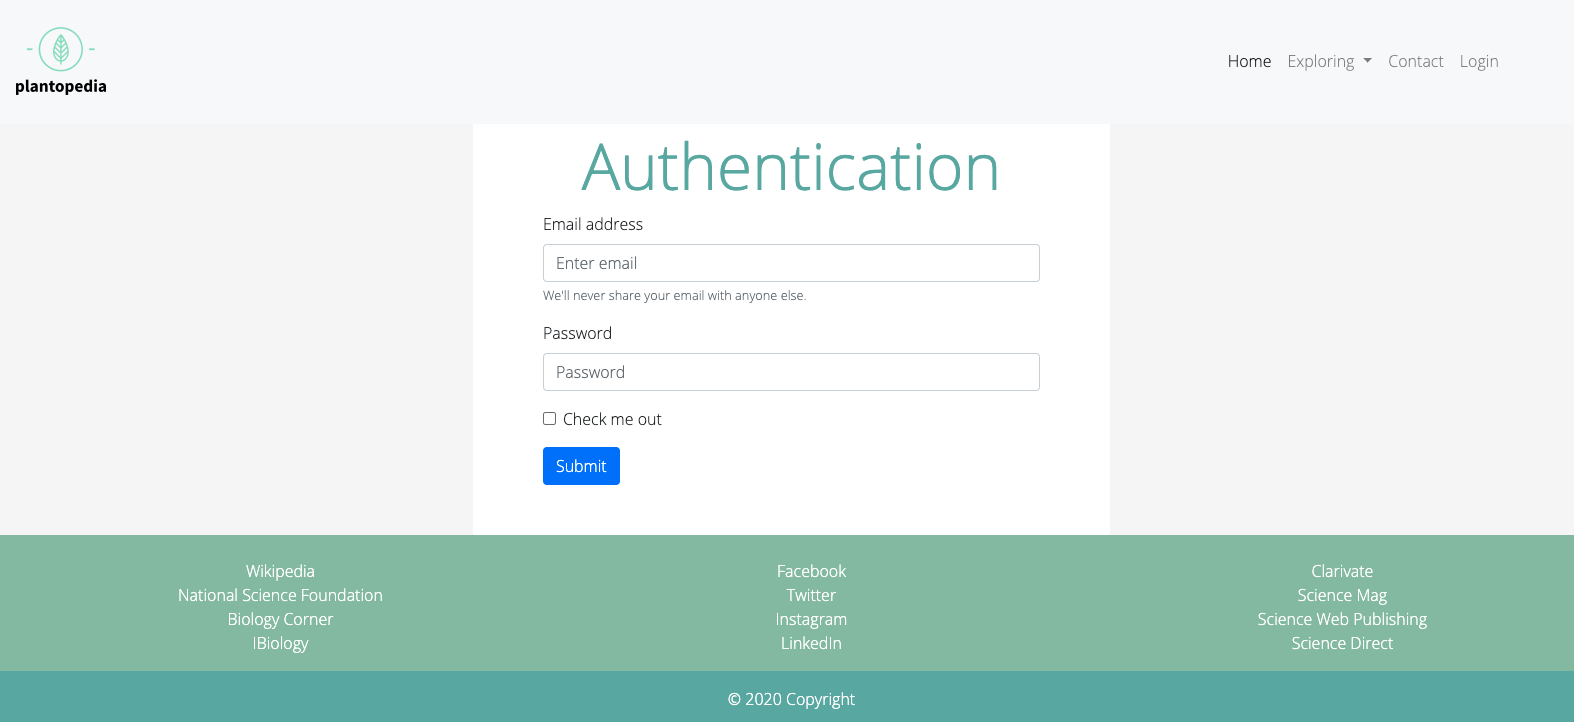 plantopedia
Home Exploring Contact Login
Authentication
Email address
Enter email
We'll never share your email with anyone else.
Password
Password
Check me out
Submit
Wikipedia
National Science Foundation
Biology Corner
IBiology
Facebook
Twitter
Instagram
LinkedIn
Clarivate
Science Mag
Science Web Publishing
Science Direct
© 2020 Copyright